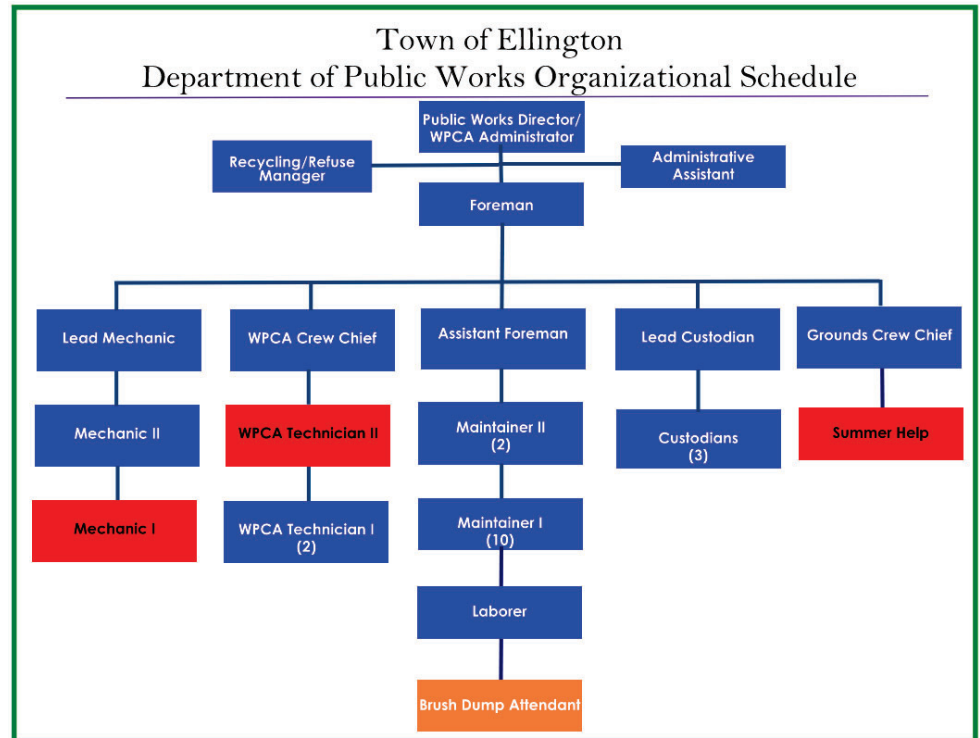 Town of Ellington
Department of Public Works Organizational Schedule
Public Works Director/
WPCA Administrator
Recycling/Refuse
Manager
Administrative
Assistant
Foreman
Lead Mechanic
WPCA Crew Chief
Assistant Foreman
Lead Custodian
Grounds Crew Chief
Mechanic II
WPCA Technician II
Maintainer II
(2)
Custodians
(3)
Summer Help
Mechanic I
WPCA Technician I
(2)
Maintainer I
(10)
Laborer
Brush Dump Attendant